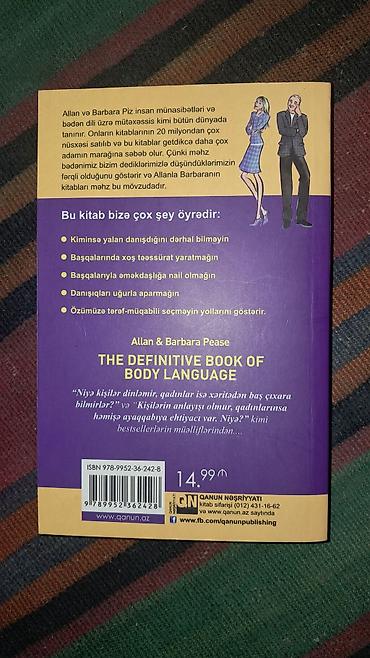 Allan və Barbara Piz insan münasibətləri və
bədən dili üzrə mütəxəssis kimi bütün dünyada
tanınır. Onların kitablarının 20 milyondan çox
nüsxəsi satılıb və bu kitablar getdikcə daha çox
adamın marağına səbəb olur. Çünki məhz
bədənimiz bizim dediklərimizlə düşündüklərimizin
fərqli olduğunu göstərir və Allanla Barbaranın
kitabları məhz bu mövzudadır.
Bu kitab bizə çox şey öyrədir:
Kiminsə yalan danışdığını dərhal bilməyin
Başqalarında xoş təəssürat yaratmağın
Başqalarıyla əməkdaşlığa nail olmağın
Danışıqları uğurla aparmağın
Özümüzə tərəf-müqabili seçməyin yollarını göstərir.
Allan & Barbara Pease
THE DEFINITIVE BOOK OF
BODY LANGUAGE
“Niyə kişilər dinləmir, qadınlar isə xəritədən baş çıxara
bilmirlər?” və “Kişilərin anlayışı olmur, qadınlarınsa
həmişə ayaqqabıya ehtiyacı var. Niyə?” kimi
bestsellerlərin müəlliflərindən....
ISBN 978-9952-36-242-8
9 789952 362428
www.qanun.az
14.99 ₼
QN
QANUN NƏŞRİYYATI
kitab sifarişi (012) 431-16-62
və www.qanun.az saytında
www.fb.com/qanunpublishing